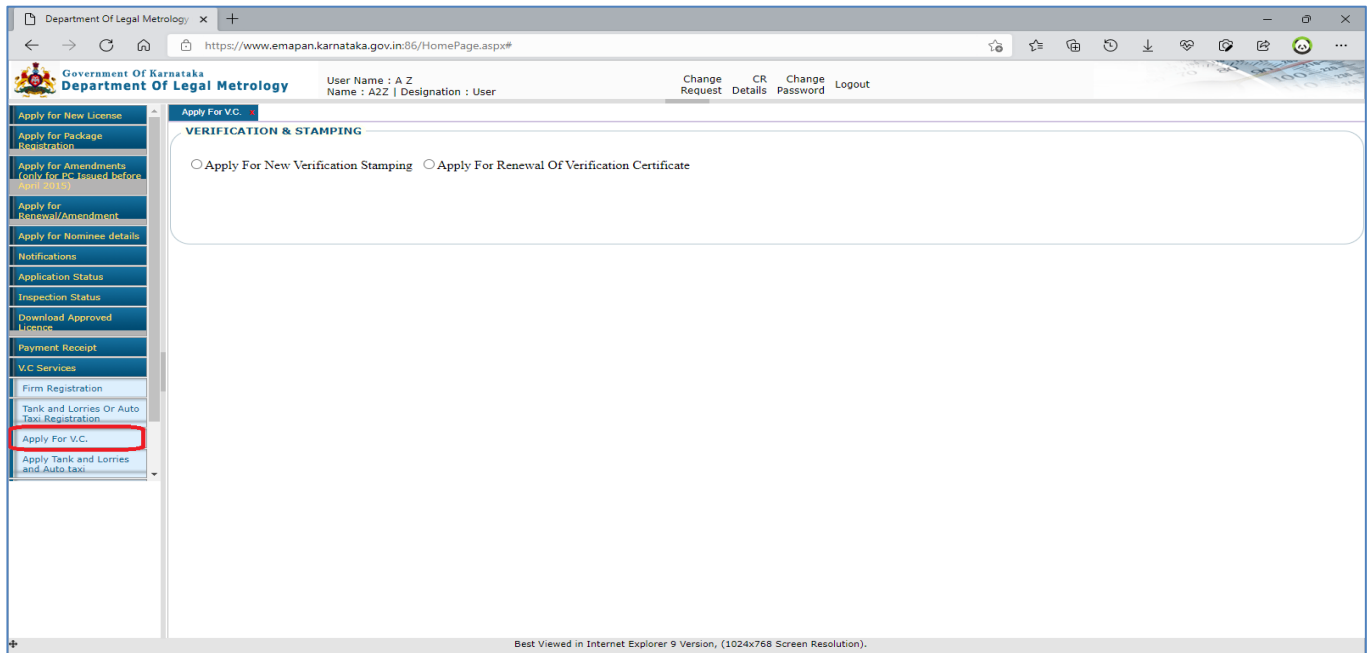 Department Of Legal Metrology
https://www.emapan.karnataka.gov.in:86/HomePage.aspx#
Government Of Karnataka
Department Of Legal Metrology
User Name : A Z
Name : A2Z | Designation : User
Change Request
CR Details
Change Password
Logout
Apply for New License
Apply for Package
Registration
Apply for Amendments
(only for PC Issued before
April 2015)
Apply for
Renewal/Amendment
Apply for Nominee details
Notifications
Application Status
Inspection Status
Download Approved
Licence
Payment Receipt
V.C Services
Firm Registration
Tank and Lorries Or Auto
Taxi Registration
Apply For V.C.
Apply Tank and Lorries
and Auto taxi
Apply For V.C. x
VERIFICATION & STAMPING
Apply For New Verification Stamping Apply For Renewal Of Verification Certificate
Best Viewed in Internet Explorer 9 Version, (1024x768 Screen Resolution).